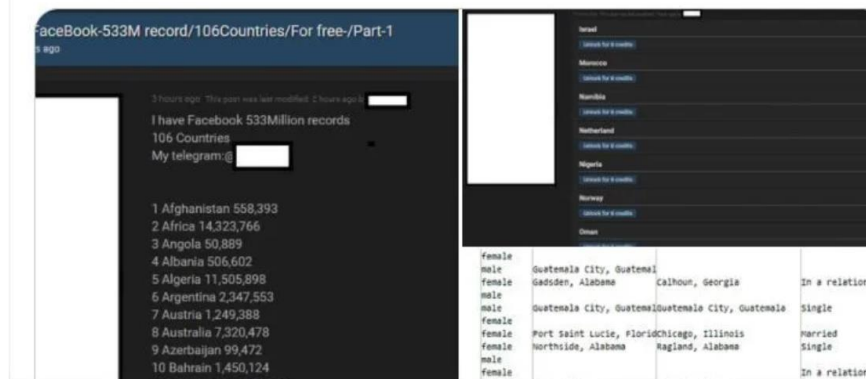 FaceBook-533M record/106Countries/For free-/Part-1
s ago
3 hours ago. This post was last modified: 2 hours ago b
I have Facebook 533Million records
106 Countries
My telegram:@
1 Afghanistan 558,393
2 Africa 14,323,766
3 Angola 50,889
4 Albania 506,602
5 Algeria 11,505,898
6 Argentina 2,347,553
7 Austria 1,249,388
8 Australia 7,320,478
9 Azerbaijan 99,472
10 Bahrain 1,450,124
Israel
Unlock for 8 credits
Morocco
Unlock for 8 credits
Namibia
Unlock for 8 credits
Netherland
Unlock for 8 credits
Nigeria
Unlock for 8 credits
Norway
Unlock for 8 credits
Oman
female
male Guatemala City, Guatemal
female Gadsden, Alabama Calhoun, Georgia In a relation
male
male Guatemala City, Guatemal Guatemala City, Guatemala Single
female
female Port Saint Lucie, Florid Chicago, Illinois Married
female Northside, Alabama Ragland, Alabama Single
male
female In a relation